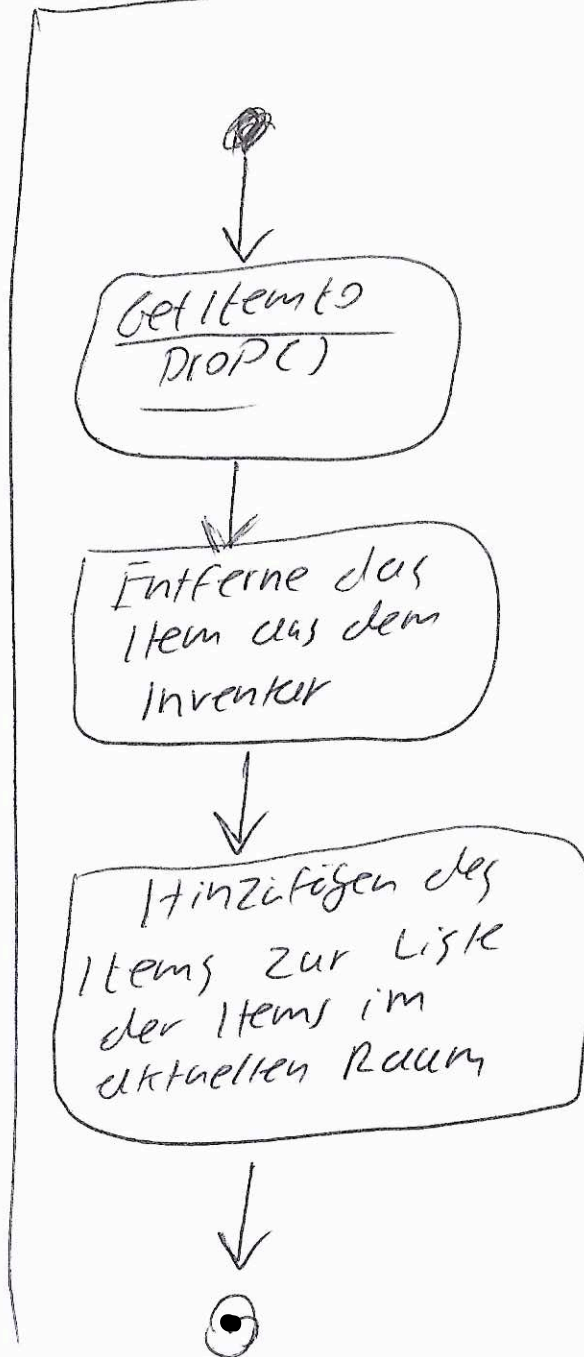 GetItemto
Drop()
Entferne das
Item aus dem
Inventar
Hinzufügen des
Items zur Liste
der Items im
aktuellen Raum